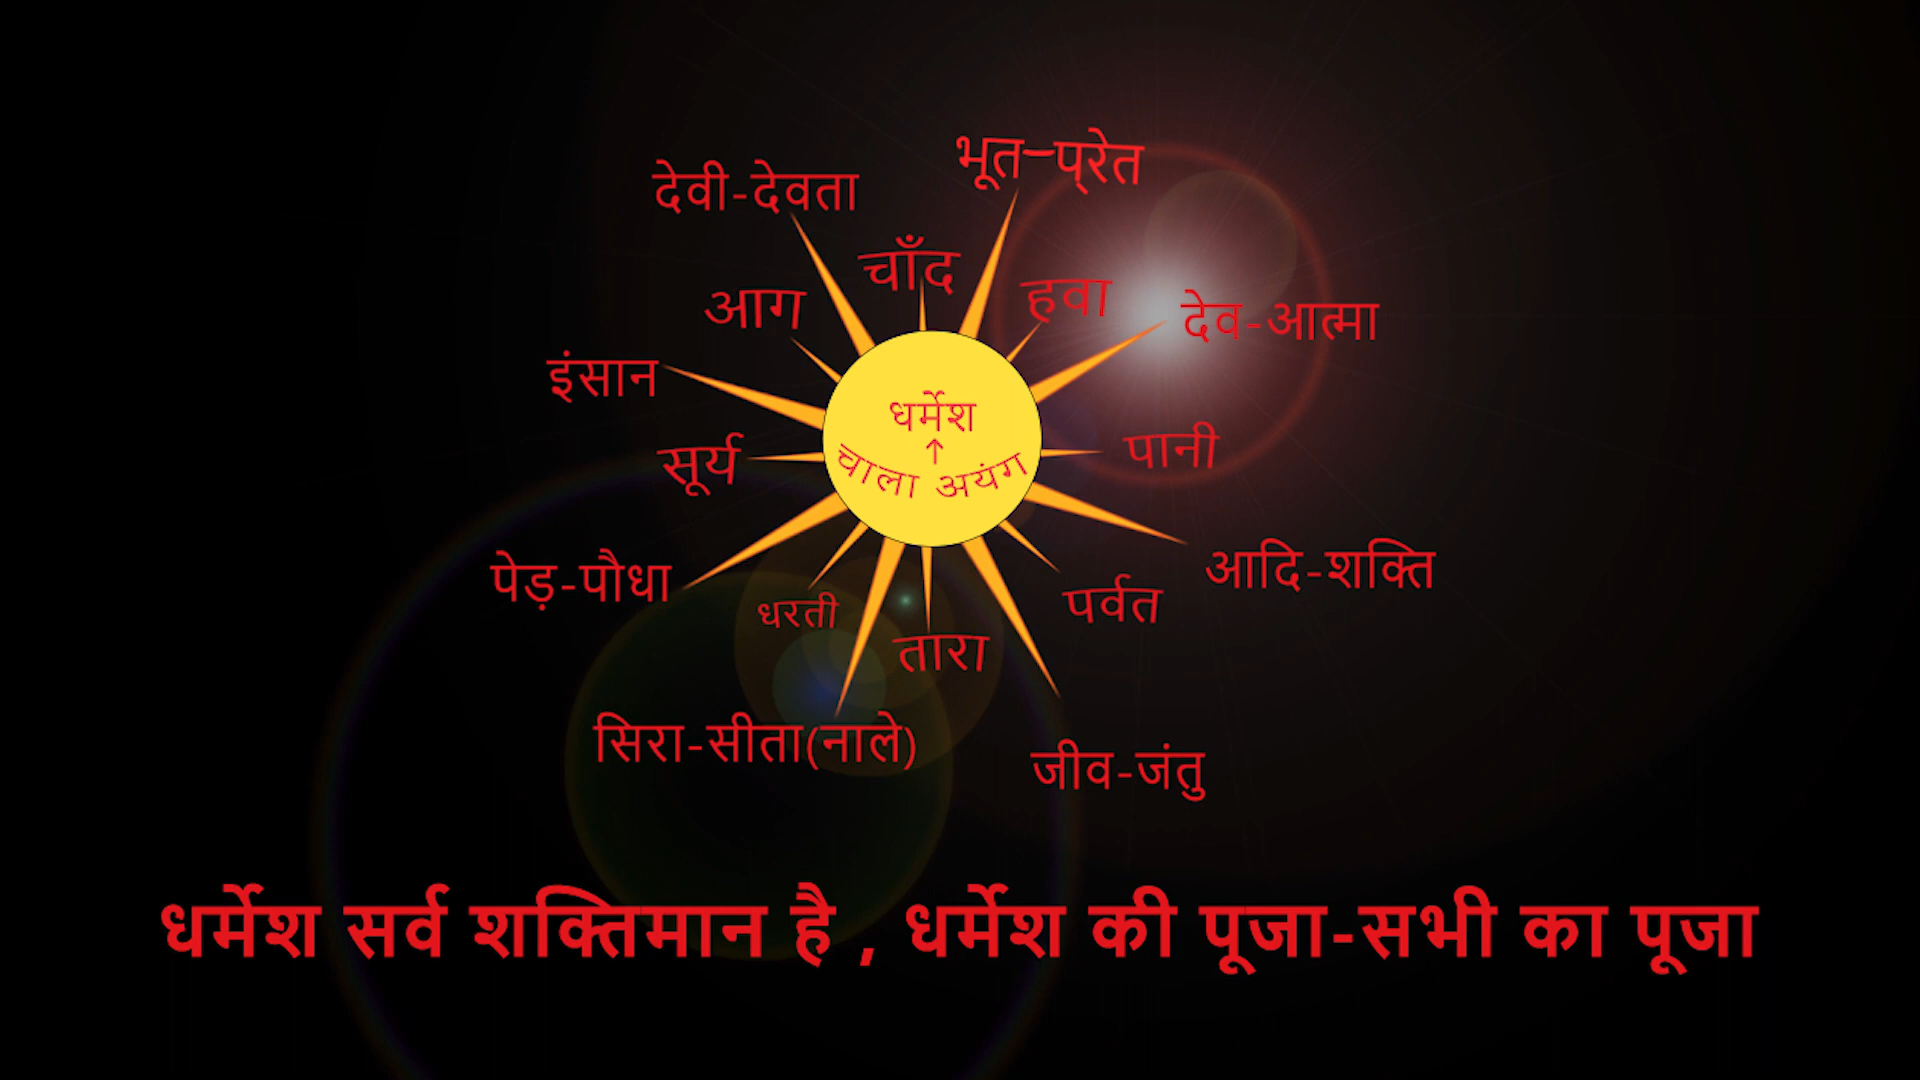 भूत-प्रेत
देवी-देवता
चाँद
हवा
आग
देव-आत्मा
इंसान
धर्मेश
↑
चाला अयंग
सूर्य
पानी
पेड़-पौधा
आदि-शक्ति
धरती
पर्वत
तारा
सिरा-सीता(नाले)
जीव-जंतु
धर्मेश सर्व शक्तिमान है , धर्मेश की पूजा-सभी का पूजा